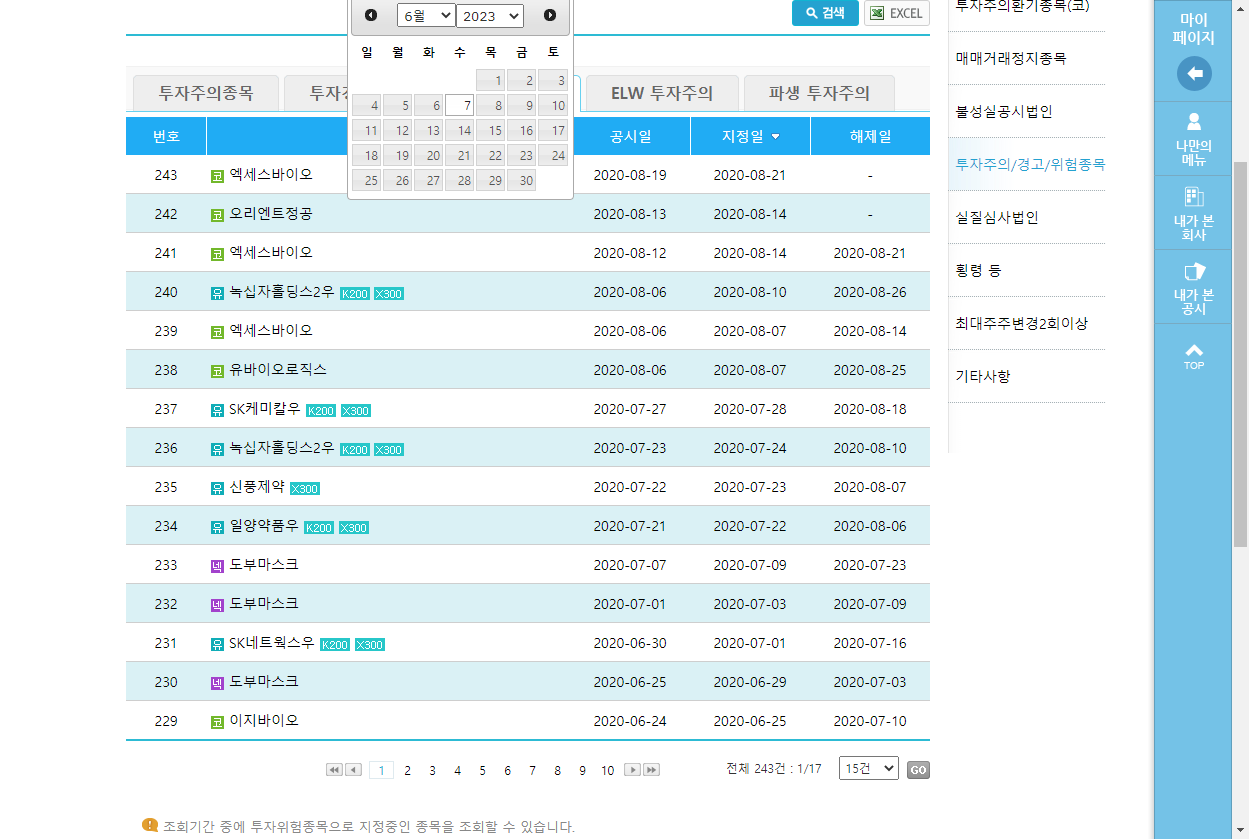 6월 2023
검색 EXCEL
일 월 화 수 목 금 토
1 2 3
4 5 6 7 8 9 10
11 12 13 14 15 16 17
18 19 20 21 22 23 24
25 26 27 28 29 30
투자주의종목 ELW 투자주의 파생 투자주의
번호 공시일 지정일 해제일
243 코 엑세스바이오 2020-08-19 2020-08-21 -
242 코 오리엔트정공 2020-08-13 2020-08-14 -
241 코 엑세스바이오 2020-08-12 2020-08-14 2020-08-21
240 유 녹십자홀딩스2우 K200 X300 2020-08-06 2020-08-10 2020-08-26
239 코 엑세스바이오 2020-08-06 2020-08-07 2020-08-14
238 코 유바이오로직스 2020-08-06 2020-08-07 2020-08-25
237 유 SK케미칼우 K200 X300 2020-07-27 2020-07-28 2020-08-18
236 유 녹십자홀딩스2우 K200 X300 2020-07-23 2020-07-24 2020-08-10
235 유 신풍제약 X300 2020-07-22 2020-07-23 2020-08-07
234 유 일양약품우 K200 X300 2020-07-21 2020-07-22 2020-08-06
233 넥 도부마스크 2020-07-07 2020-07-09 2020-07-23
232 넥 도부마스크 2020-07-01 2020-07-03 2020-07-09
231 유 SK네트웍스우 K200 X300 2020-06-30 2020-07-01 2020-07-16
230 넥 도부마스크 2020-06-25 2020-06-29 2020-07-03
229 코 이지바이오 2020-06-24 2020-06-25 2020-07-10
1 2 3 4 5 6 7 8 9 10
전체 243건 : 1/17 15건 GO
조회기간 중에 투자위험종목으로 지정중인 종목을 조회할 수 있습니다.
투자주의환기종목(코)
매매거래정지종목
불성실공시법인
투자주의/경고/위험종목
실질심사법인
횡령 등
최대주주변경2회이상
기타사항
마이
페이지
나만의
메뉴
내가 본
회사
내가 본
공시
TOP